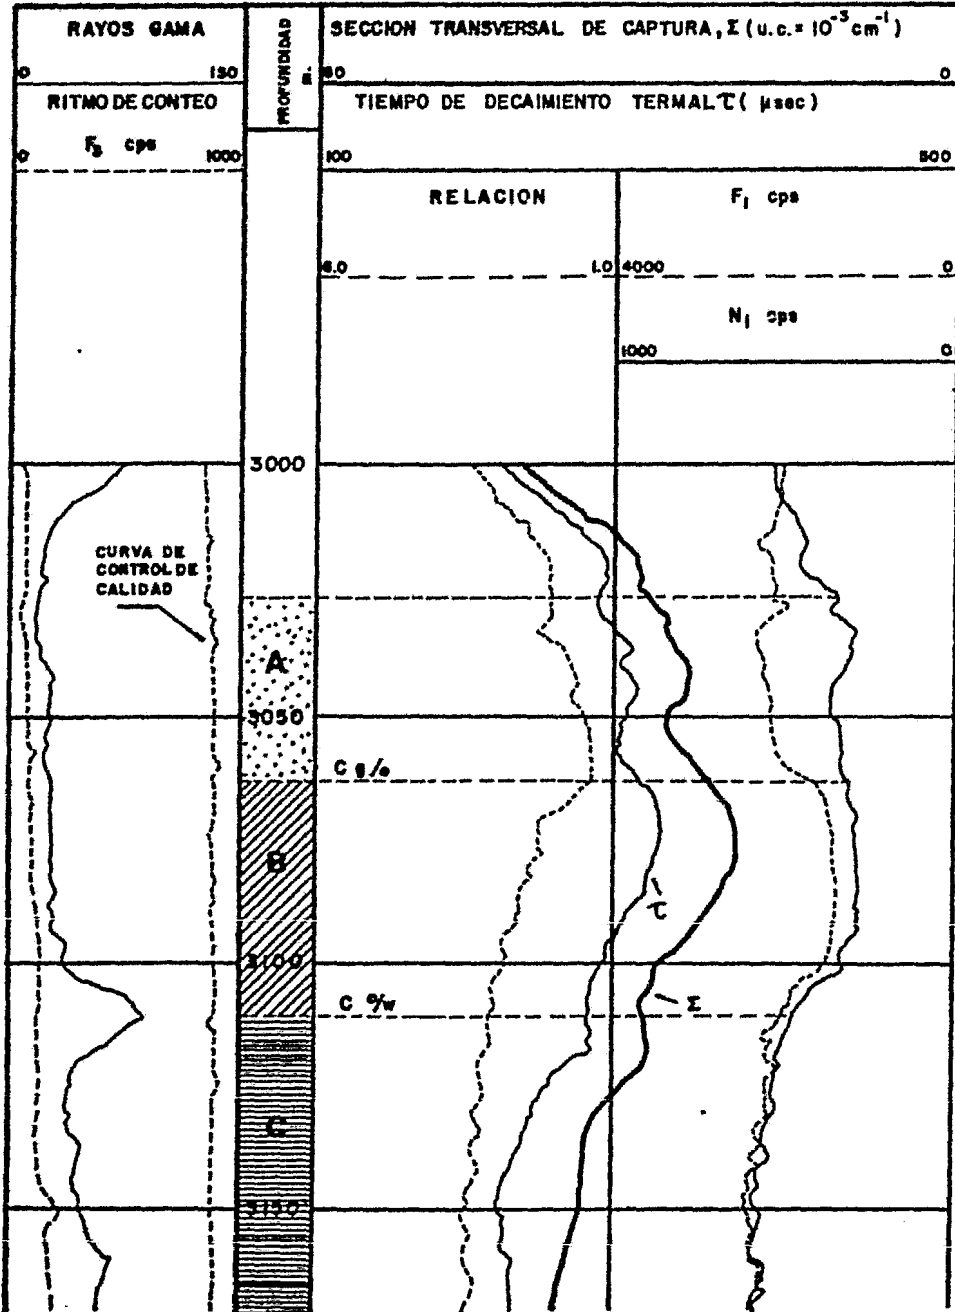 RAYOS GAMA
0 150
RITMO DE CONTEO
F3 cps
0 1000
PROFUNDIDAD
m.
SECCION TRANSVERSAL DE CAPTURA, Σ (u.c.= 10⁻³ cm⁻¹)
60 0
TIEMPO DE DECAIMIENTO TERMAL τ ( μsec)
100 500
RELACION
6.0 1.0
F1 cps
4000 0
N1 cps
1000 0
3000
CURVA DE
CONTROL DE
CALIDAD
A
3050
C g/o
B
τ
3100
Σ
C o/w
C
3150